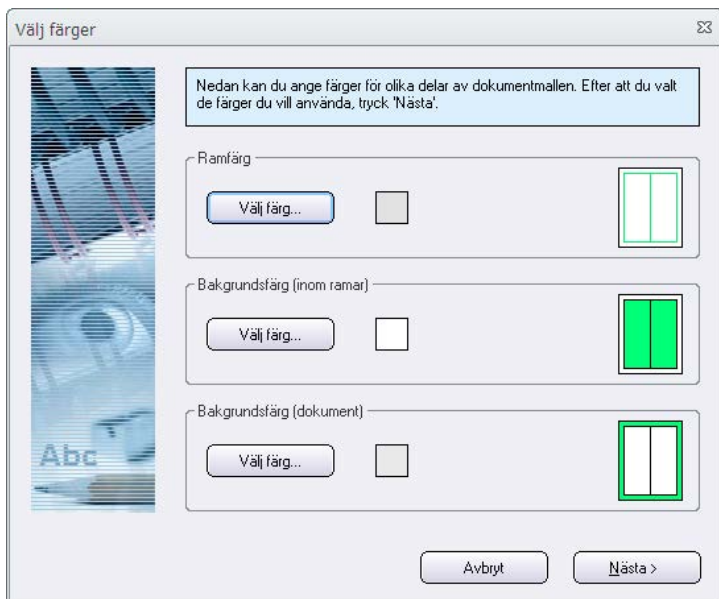 Välj färger
Nedan kan du ange färger för olika delar av dokumentmallen. Efter att du valt
de färger du vill använda, tryck 'Nästa'.
Ramfärg
Välj färg...
Bakgrundsfärg (inom ramar)
Välj färg...
Bakgrundsfärg (dokument)
Välj färg...
Abc
Avbryt
Nästa >